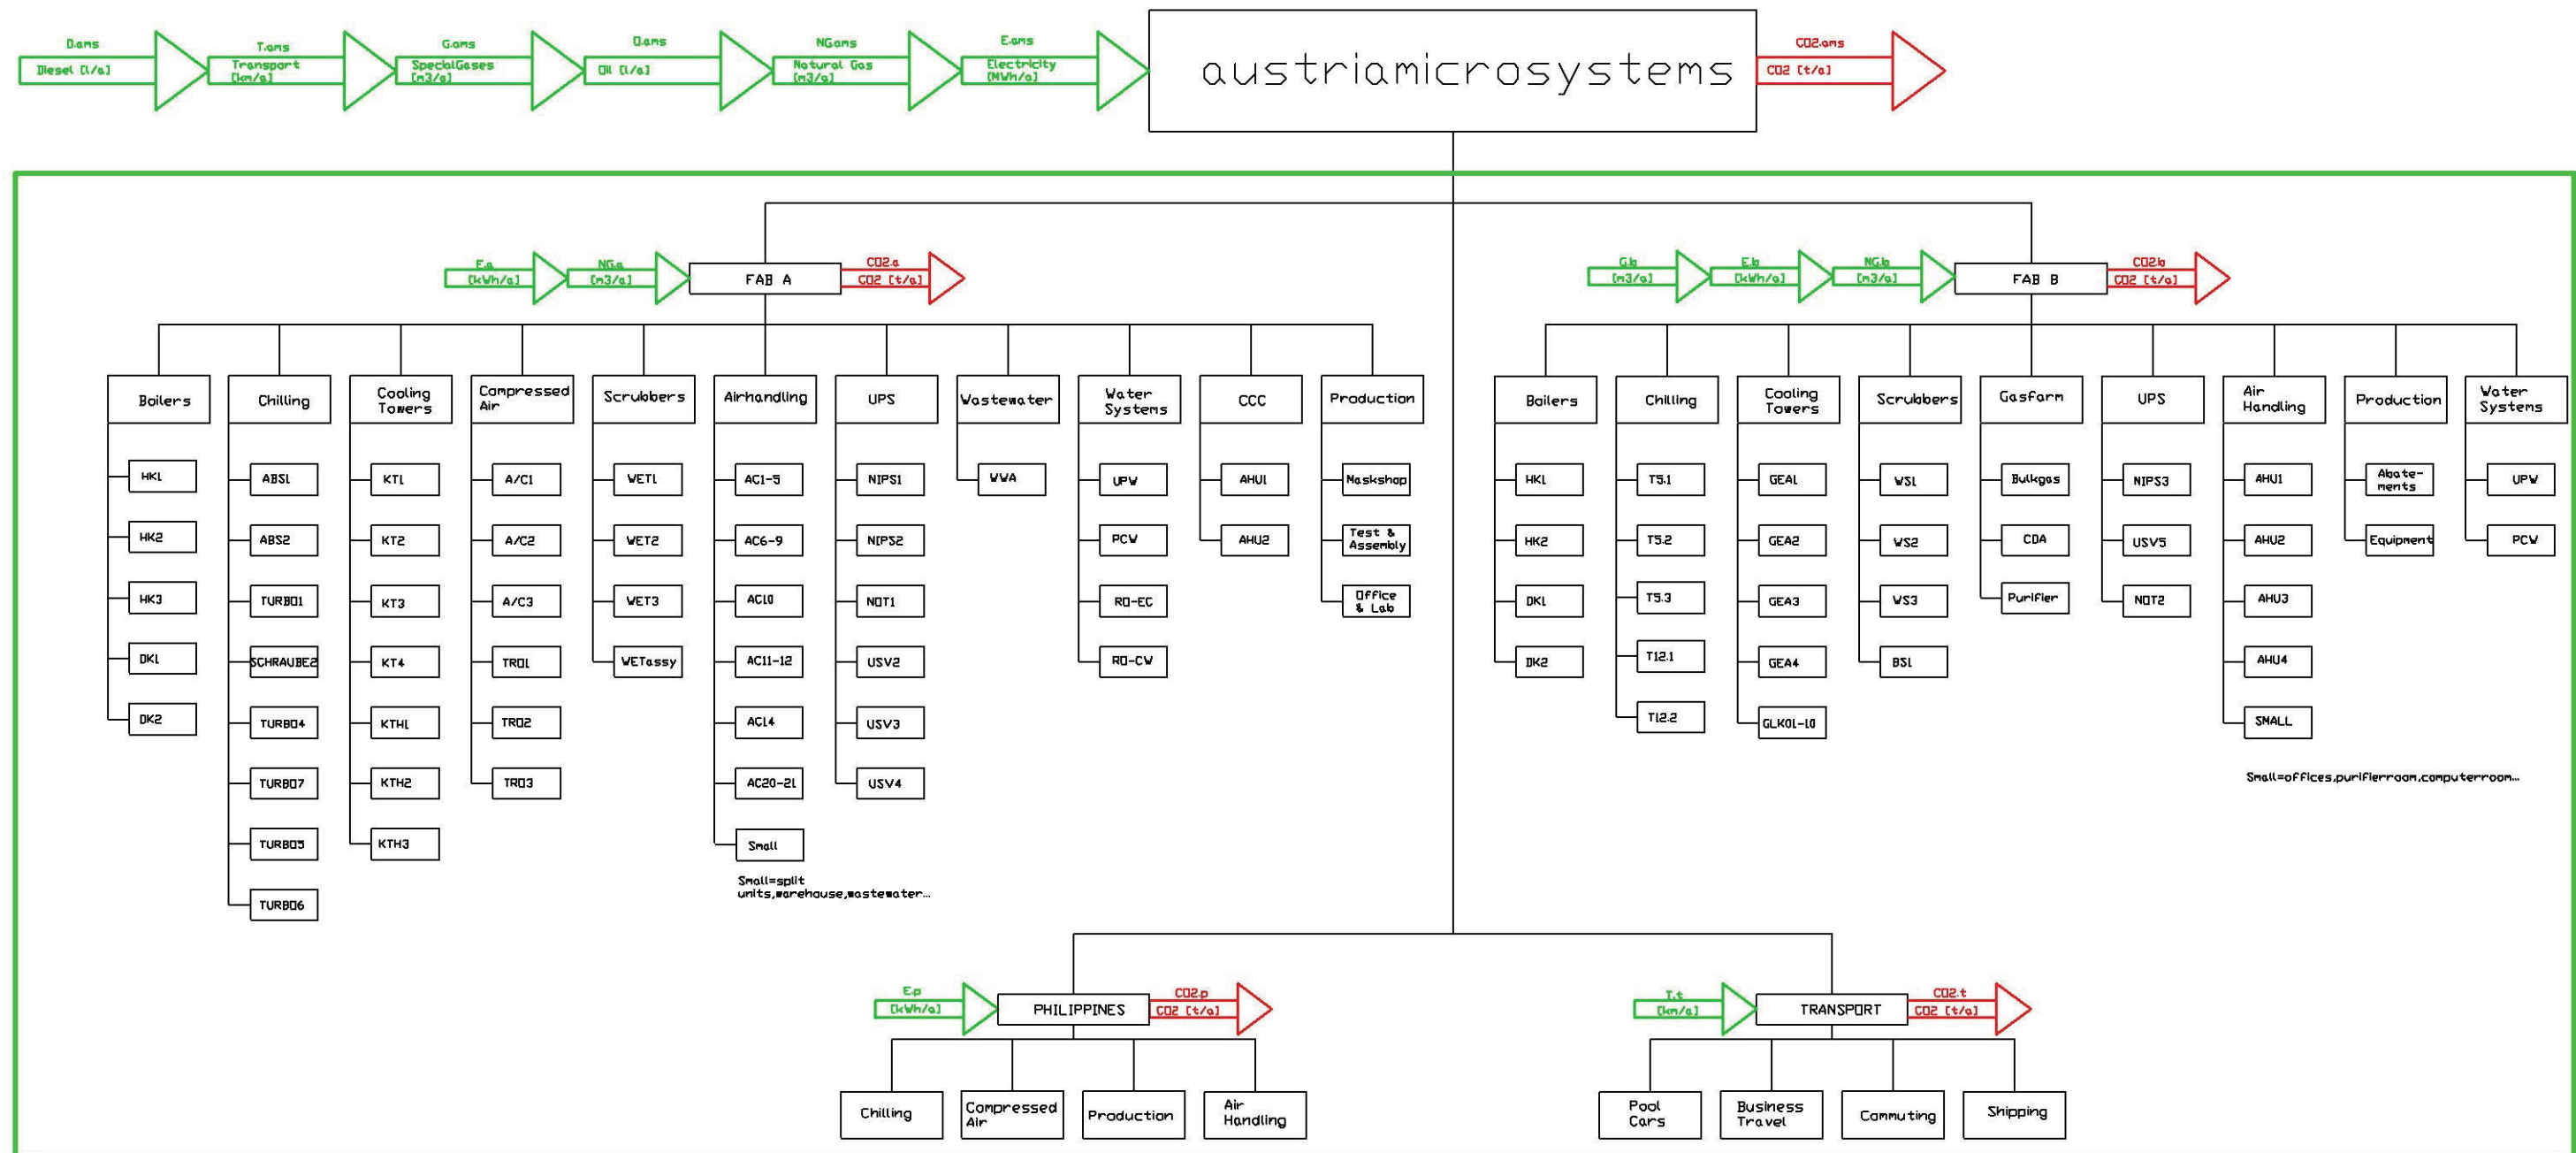 D.ams
Diesel [l/a]
T.ams
Transport
[km/a]
G.ams
SpecialGases
[m3/a]
O.ams
Oil [l/a]
NG.ams
Natural Gas
[m3/a]
E.ams
Electricity
[MWh/a]
austriamicrosystems
CO2.ams
CO2 [t/a]
E.a
[kWh/a]
NG.a
[m3/a]
FAB A
CO2.a
CO2 [t/a]
G.b
[m3/a]
E.b
[kWh/a]
NG.b
[m3/a]
FAB B
CO2.b
CO2 [t/a]
Boilers
HK1
HK2
HK3
DK1
DK2
Chilling
ABS1
ABS2
TURBO1
SCHRAUBE2
TURBO4
TURBO7
TURBO5
TURBO6
Cooling
Towers
KT1
KT2
KT3
KT4
KTH1
KTH2
KTH3
Compressed
Air
A/C1
A/C2
A/C3
TRO1
TRO2
TRO3
Scrubbers
WET1
WET2
WET3
WETassy
Airhandling
AC1-5
AC6-9
AC10
AC11-12
AC14
AC20-21
Small
Small=split
units,warehouse,wastewater...
UPS
NIPS1
NIPS2
NOT1
USV2
USV3
USV4
Wastewater
WWA
Water
Systems
UPW
PCW
RO-EC
RO-CW
CCC
AHU1
AHU2
Production
Maskshop
Test &
Assembly
Office
& Lab
Boilers
HK1
HK2
DK1
DK2
Chilling
T5.1
T5.2
T5.3
T12.1
T12.2
Cooling
Towers
GEA1
GEA2
GEA3
GEA4
GLK01-10
Scrubbers
WS1
WS2
WS3
BS1
Gasfarm
Bulkgas
CDA
Purifier
UPS
NIPS3
USV5
NOT2
Air
Handling
AHU1
AHU2
AHU3
AHU4
SMALL
Small=offices,purifierroom,computerroom...
Production
Abate-
ments
Equipment
Water
Systems
UPW
PCW
E.p
[kWh/a]
PHILIPPINES
CO2.p
CO2 [t/a]
Chilling
Compressed
Air
Production
Air
Handling
T.t
[km/a]
TRANSPORT
CO2.t
CO2 [t/a]
Pool
Cars
Business
Travel
Commuting
Shipping